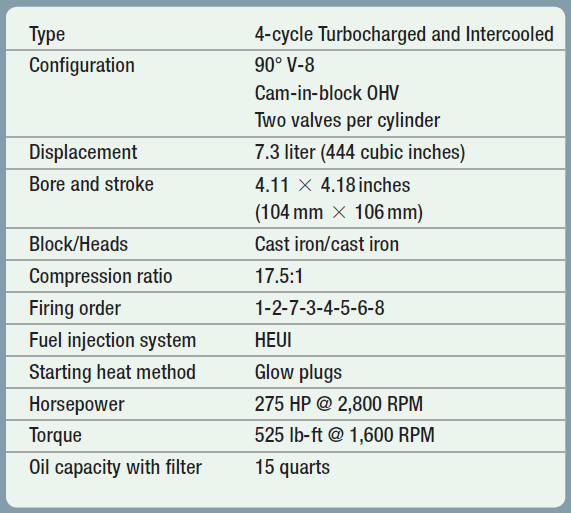 Type 4-cycle Turbocharged and Intercooled
Configuration 90° V-8
Cam-in-block OHV
Two valves per cylinder
Displacement 7.3 liter (444 cubic inches)
Bore and stroke 4.11 × 4.18 inches
(104 mm × 106 mm)
Block/Heads Cast iron/cast iron
Compression ratio 17.5:1
Firing order 1-2-7-3-4-5-6-8
Fuel injection system HEUI
Starting heat method Glow plugs
Horsepower 275 HP @ 2,800 RPM
Torque 525 lb-ft @ 1,600 RPM
Oil capacity with filter 15 quarts